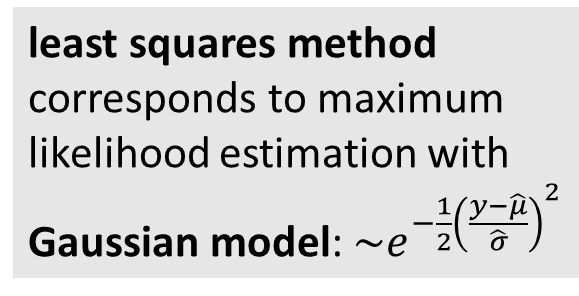 least squares method
corresponds to maximum
likelihood estimation with
Gaussian model: ~e^{-\frac{1}{2}\left(\frac{y-\hat{\mu}}{\hat{\sigma}}\right)^2}